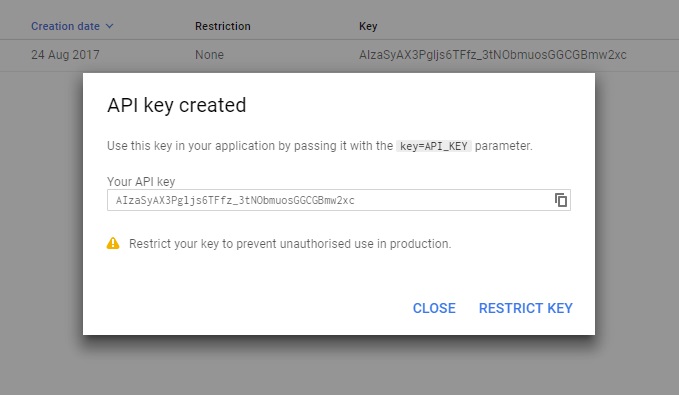 Creation date Restriction Key
24 Aug 2017 None AIzaSyAX3Pgljs6TFfz_3tNObmuosGGCGBmw2xc
API key created
Use this key in your application by passing it with the key=API_KEY parameter.
Your API key
AIzaSyAX3Pgljs6TFfz_3tNObmuosGGCGBmw2xc
Restrict your key to prevent unauthorised use in production.
CLOSE RESTRICT KEY